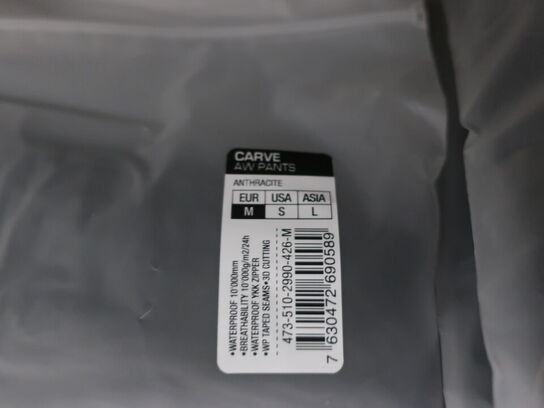 CARVE
AW PANTS
ANTHRACITE
EUR USA ASIA
M S L
•WATERPROOF 10'000mm
•BREATHABILITY 10'000g/m2/24h
•WATERPROOF YKK ZIPPER
•WP TAPED SEAMS•3D CUTTING
473-510-2990-426-M
7 630472 690589